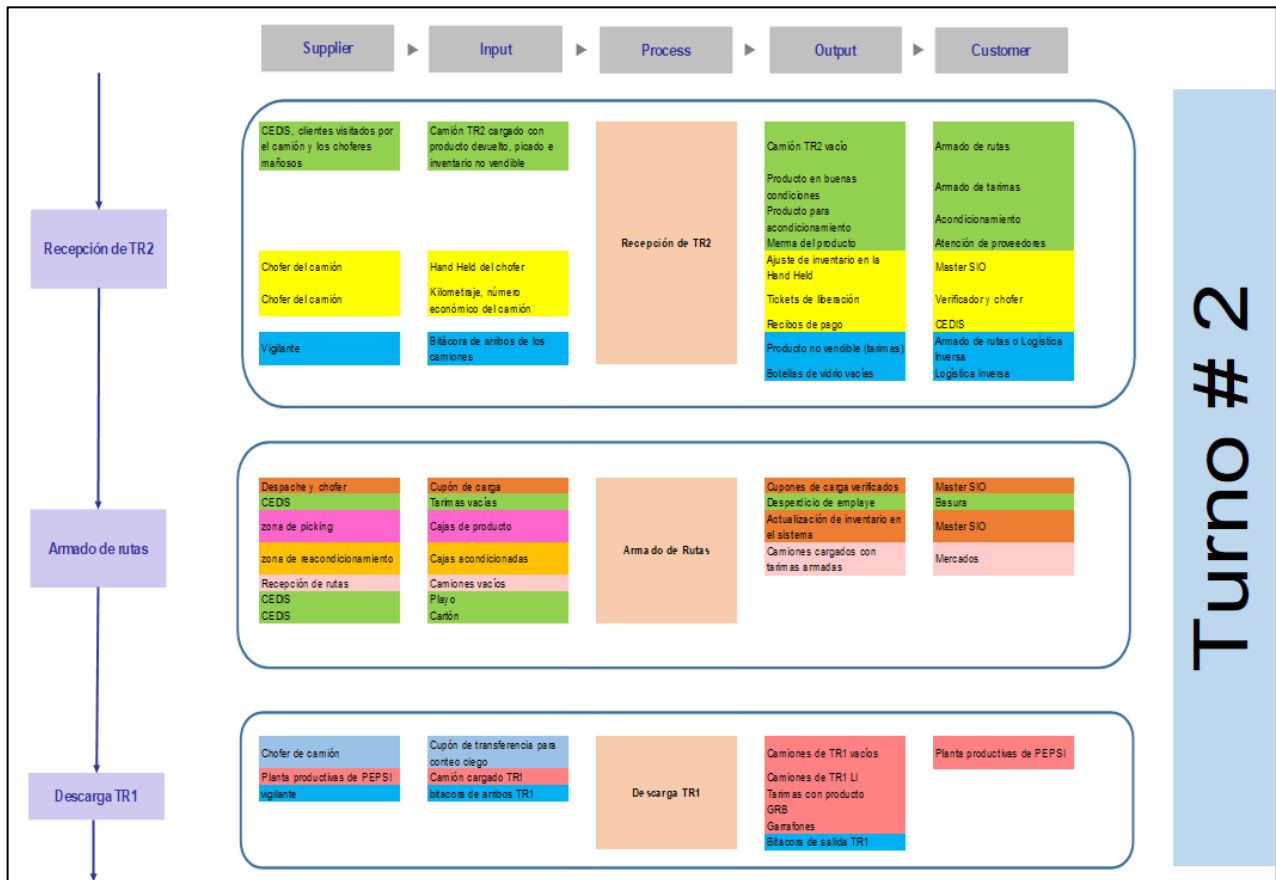 Supplier
Input
Process
Output
Customer
Turno # 2
Recepción de TR2
CEDIS, clientes visitados por
el camión y los choferes
mañosos
Camión TR2 cargado con
producto devuelto, picado e
inventario no vendible
Recepción de TR2
Camión TR2 vacío
Armado de rutas
Producto en buenas
condiciones
Armado de tarimas
Producto para
acondicionamiento
Acondicionamiento
Merma del producto
Atención de proveedores
Chofer del camión
Hand Held del chofer
Ajuste de inventario en la
Hand Held
Master SIO
Chofer del camión
Kilometraje, número
económico del camión
Tickets de liberación
Verificador y chofer
Recibos de pago
CEDIS
Vigilante
Bitácora de arribos de los
camiones
Producto no vendible (tarimas)
Armado de rutas o Logística
Inversa
Botellas de vidrio vacías
Logística Inversa
Armado de rutas
Despache y chofer
Cupón de carga
Armado de Rutas
Cupones de carga verificados
Master SIO
CEDIS
Tarimas vacías
Desperdicio de emplaye
Basura
zona de picking
Cajas de producto
Actualización de inventario en
el sistema
Master SIO
zona de reacondicionamiento
Cajas acondicionadas
Camiones cargados con
tarimas armadas
Mercados
Recepción de rutas
Camiones vacíos
CEDIS
Playo
CEDIS
Cartón
Descarga TR1
Chofer de camión
Cupón de transferencia para
conteo ciego
Descarga TR1
Camiones de TR1 vacíos
Planta productivas de PEPSI
Planta productivas de PEPSI
Camión cargado TR1
Camiones de TR1 LI
vigilante
bitacora de arribos TR1
Tarimas con producto
GRB
Garrafones
Bitacora de salida TR1